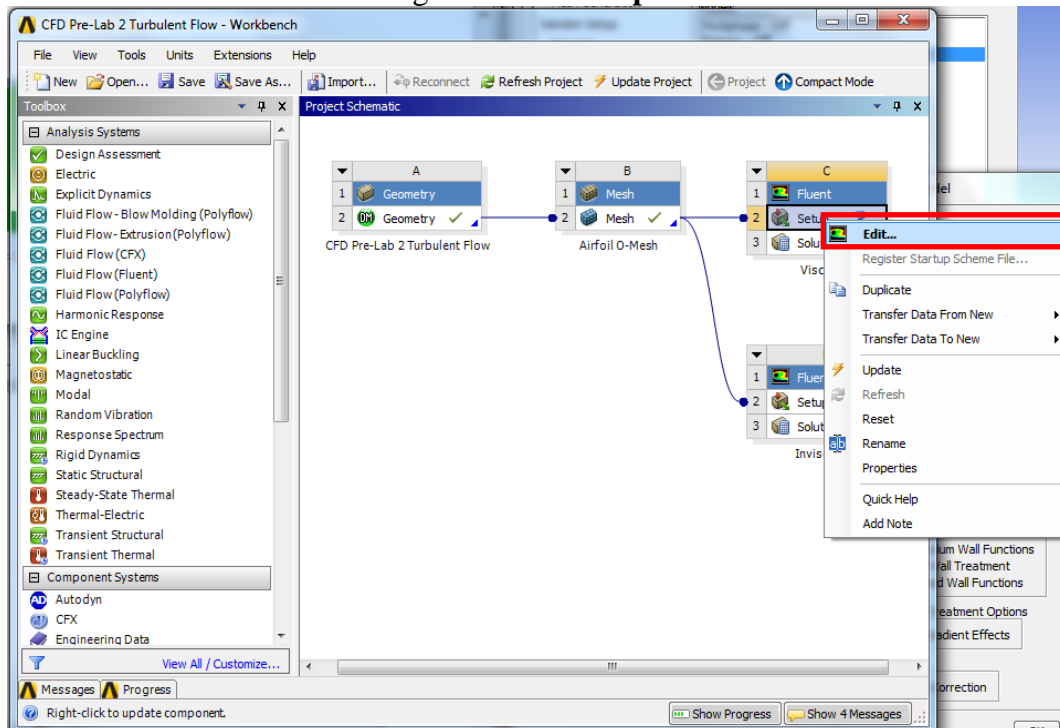 CFD Pre-Lab 2 Turbulent Flow - Workbench
File View Tools Units Extensions Help
New Open... Save Save As... Import... Reconnect Refresh Project Update Project Project Compact Mode
Toolbox
Project Schematic
Analysis Systems
Design Assessment
Electric
Explicit Dynamics
Fluid Flow - Blow Molding (Polyflow)
Fluid Flow - Extrusion (Polyflow)
Fluid Flow (CFX)
Fluid Flow (Fluent)
Fluid Flow (Polyflow)
Harmonic Response
IC Engine
Linear Buckling
Magnetostatic
Modal
Random Vibration
Response Spectrum
Rigid Dynamics
Static Structural
Steady-State Thermal
Thermal-Electric
Transient Structural
Transient Thermal
Component Systems
Autodyn
CFX
Engineering Data
View All / Customize...
A
1 Geometry
2 Geometry
CFD Pre-Lab 2 Turbulent Flow
B
1 Mesh
2 Mesh
Airfoil O-Mesh
C
1 Fluent
2 Setu
3 Solut
Visc
1 Fluen
2 Setu
3 Solut
Invis
Edit...
Register Startup Scheme File...
Duplicate
Transfer Data From New
Transfer Data To New
Update
Refresh
Reset
Rename
Properties
Quick Help
Add Note
del
ium Wall Functions
Wall Treatment
d Wall Functions
reatment Options
adient Effects
orrection
Messages Progress
Right-click to update component.
Show Progress Show 4 Messages